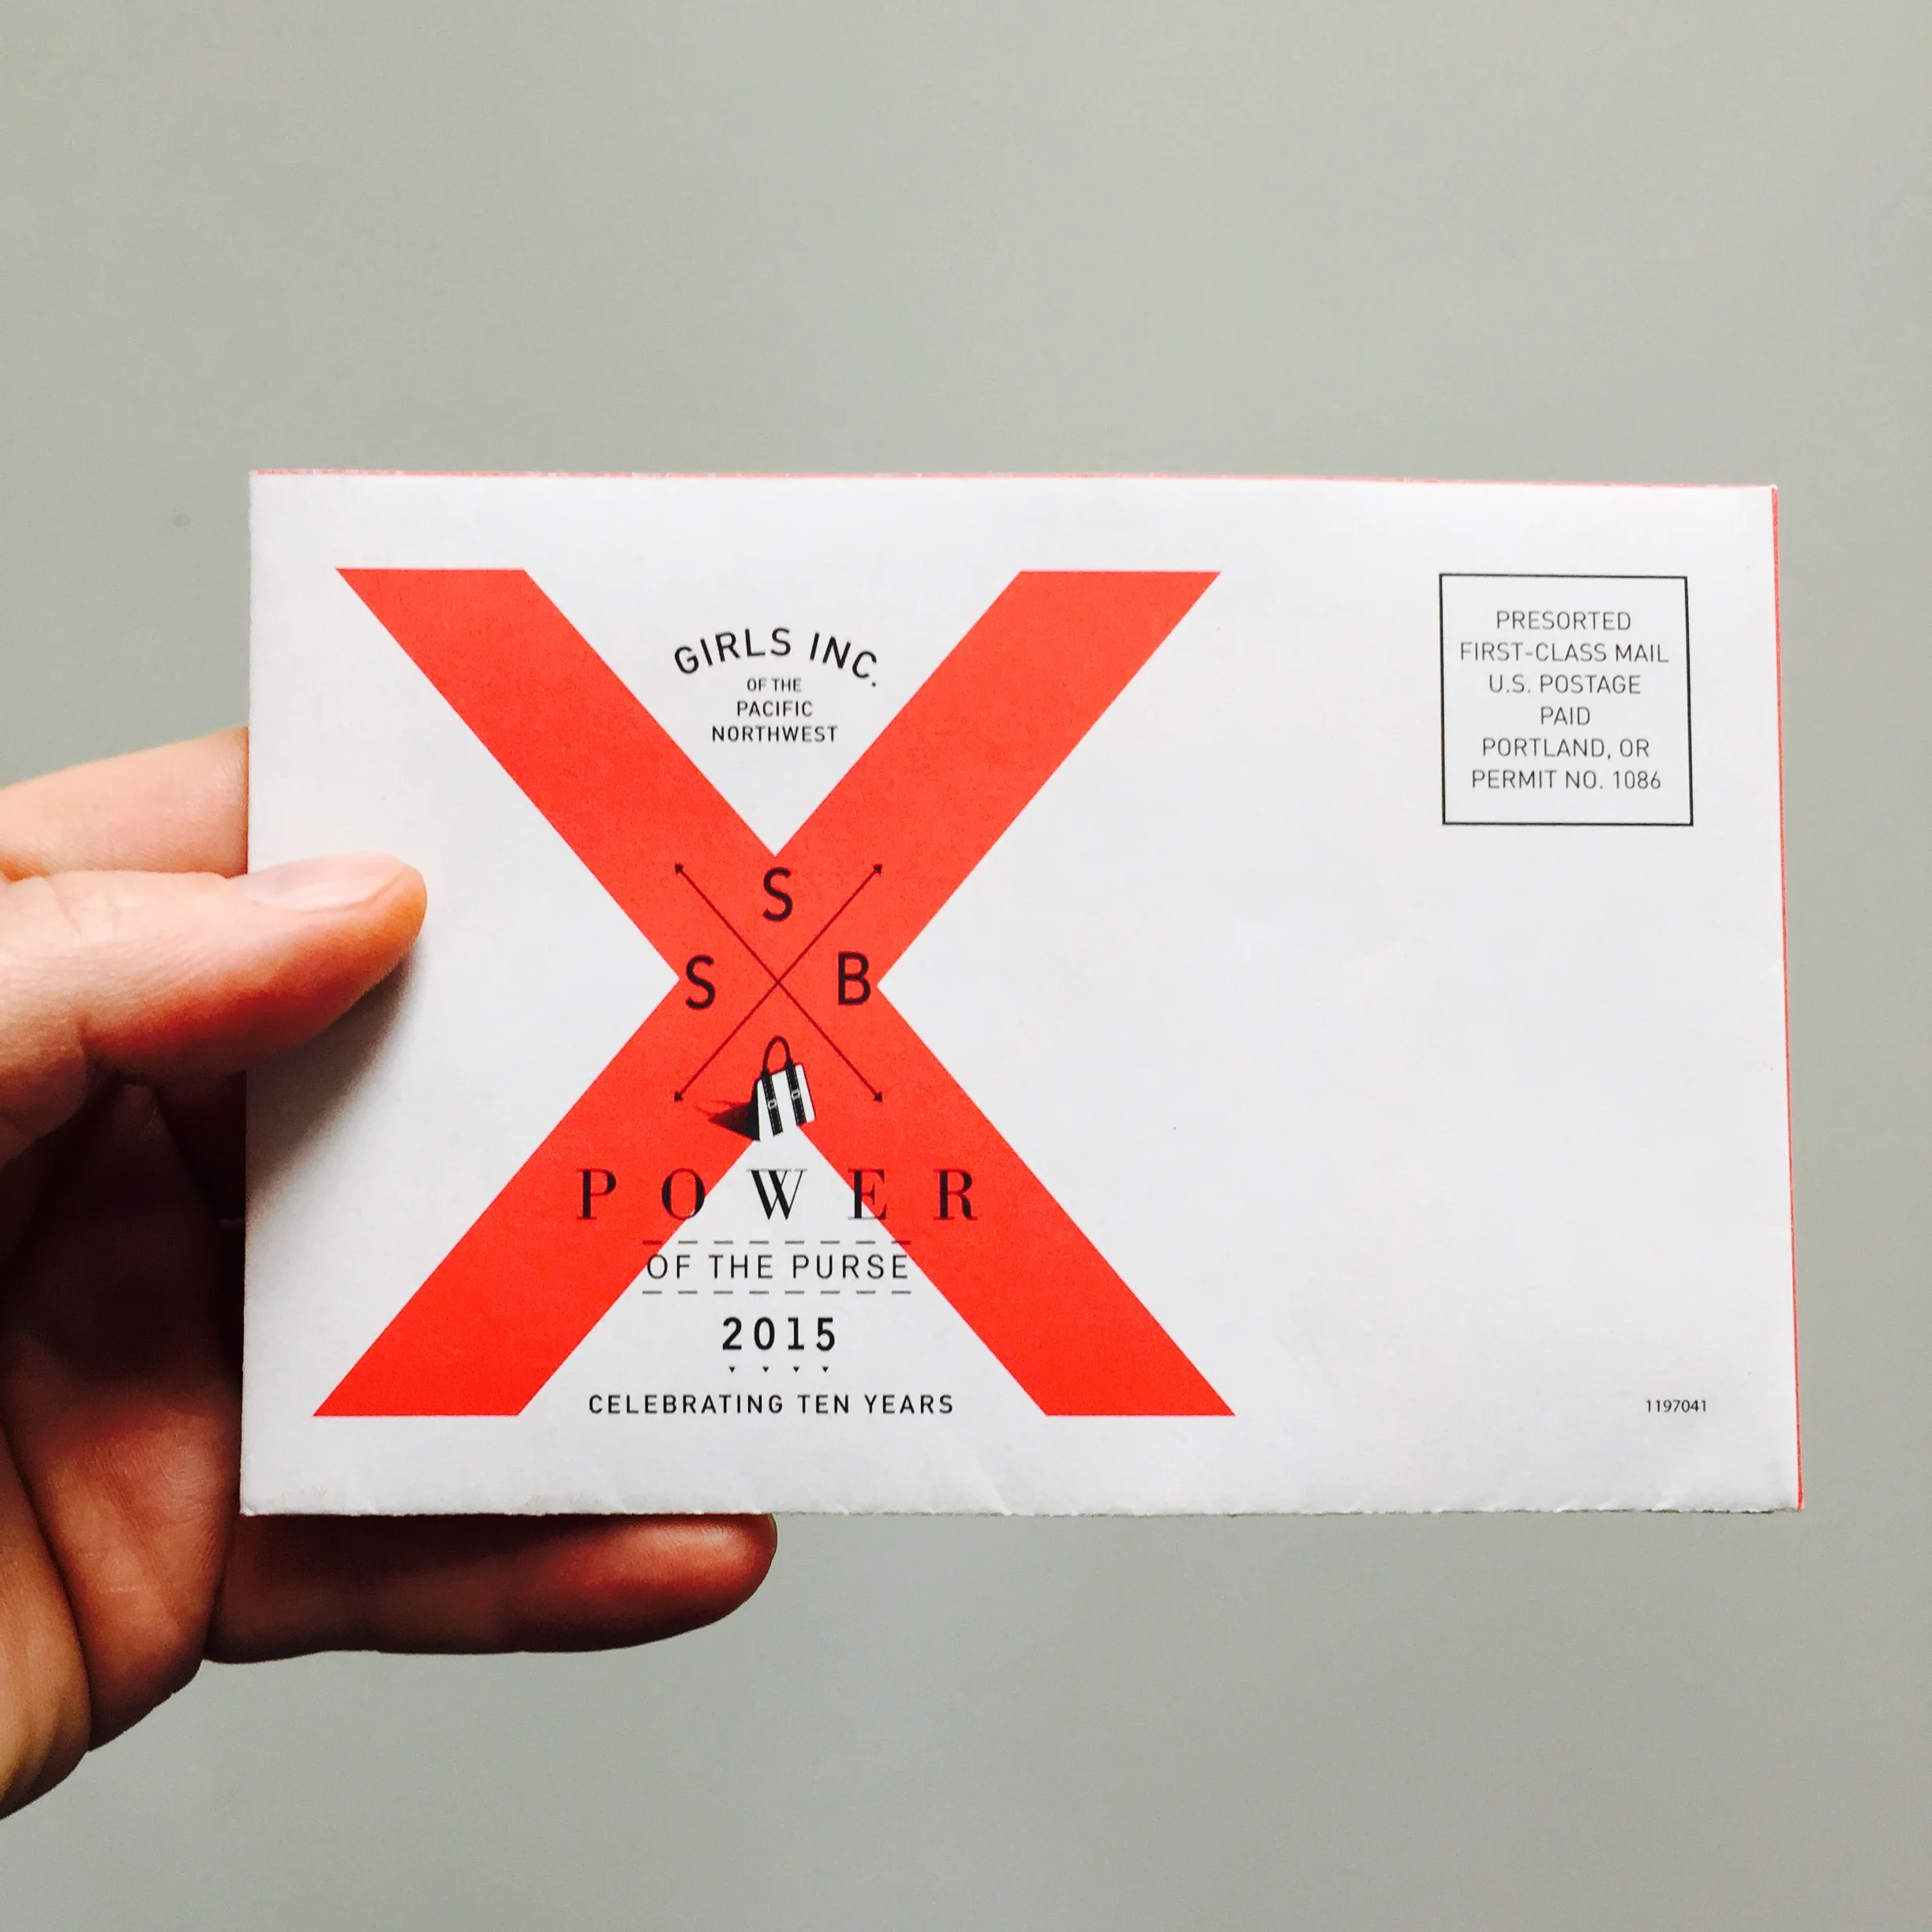 GIRLS INC.
OF THE
PACIFIC
NORTHWEST
S
S B
POWER
OF THE PURSE
2015
CELEBRATING TEN YEARS
PRESORTED
FIRST-CLASS MAIL
U.S. POSTAGE
PAID
PORTLAND, OR
PERMIT NO. 1086
1197041